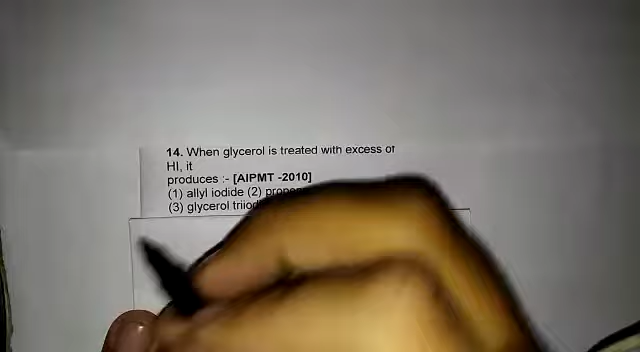 14. When glycerol is treated with excess of
HI, it
produces :- [AIPMT -2010]
(1) allyl iodide (2)
(3) glycerol